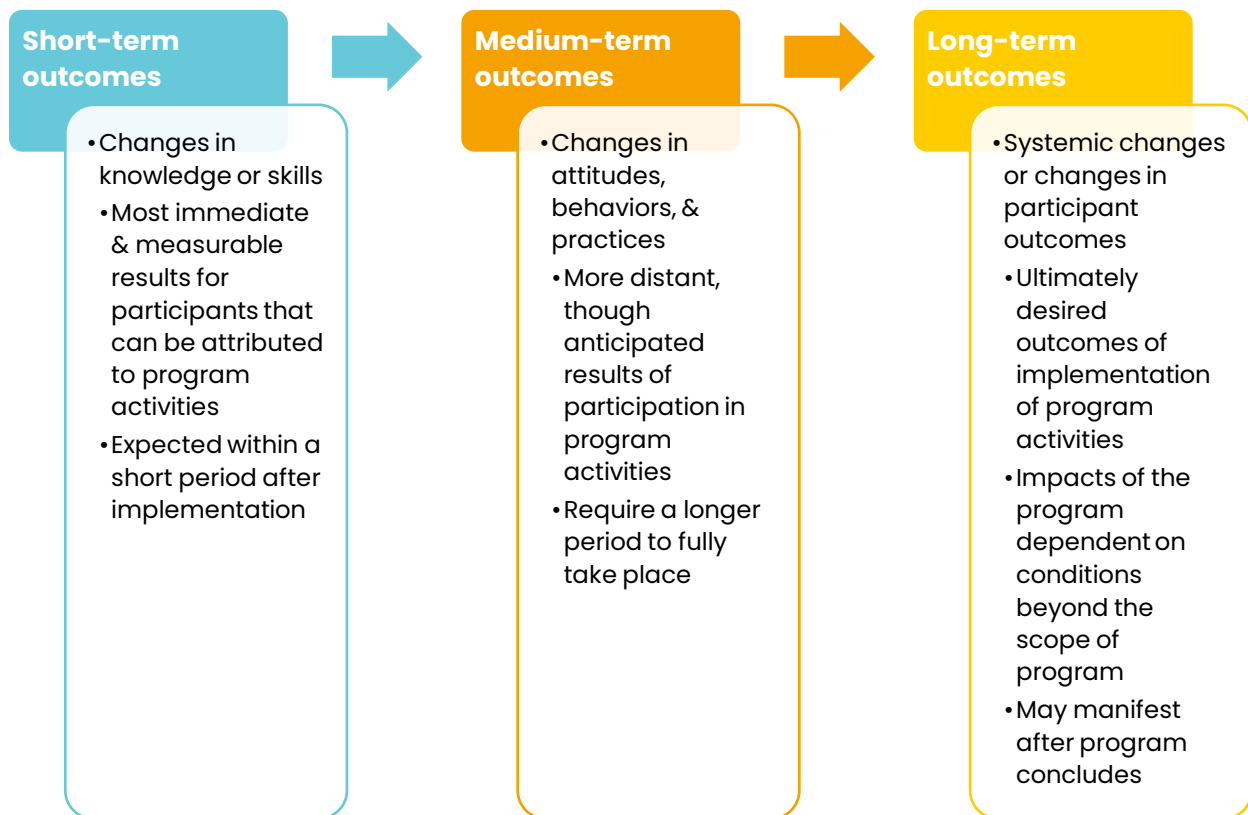 Short-term
outcomes
• Changes in
knowledge or skills
• Most immediate
& measurable
results for
participants that
can be attributed
to program
activities
• Expected within a
short period after
implementation
Medium-term
outcomes
• Changes in
attitudes,
behaviors, &
practices
• More distant,
though
anticipated
results of
participation in
program
activities
• Require a longer
period to fully
take place
Long-term
outcomes
• Systemic changes
or changes in
participant
outcomes
• Ultimately
desired
outcomes of
implementation
of program
activities
• Impacts of the
program
dependent on
conditions
beyond the
scope of
program
• May manifest
after program
concludes